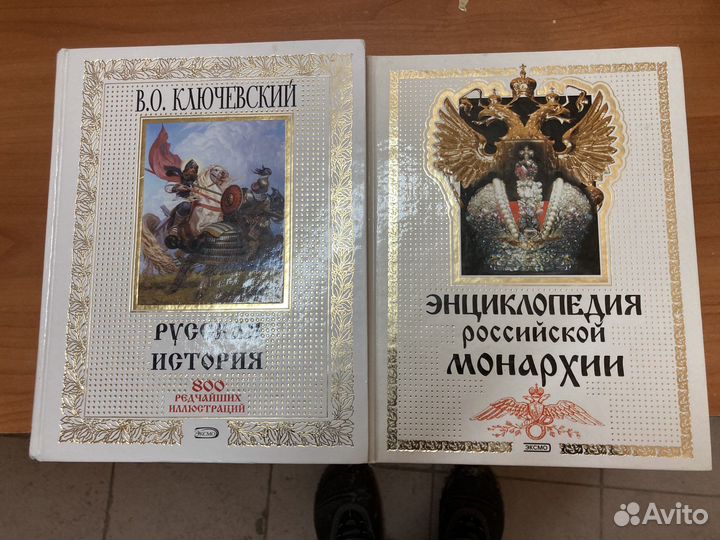 В.О. КЛЮЧЕВСКИЙ
РУССКАЯ
ИСТОРИЯ
800
РЕДЧАЙШИХ
ИЛЛЮСТРАЦИЙ
ЭКСМО
ЭНЦИКЛОПЕДИЯ
РОССИЙСКОЙ
МОНАРХИИ
ЭКСМО
Avito